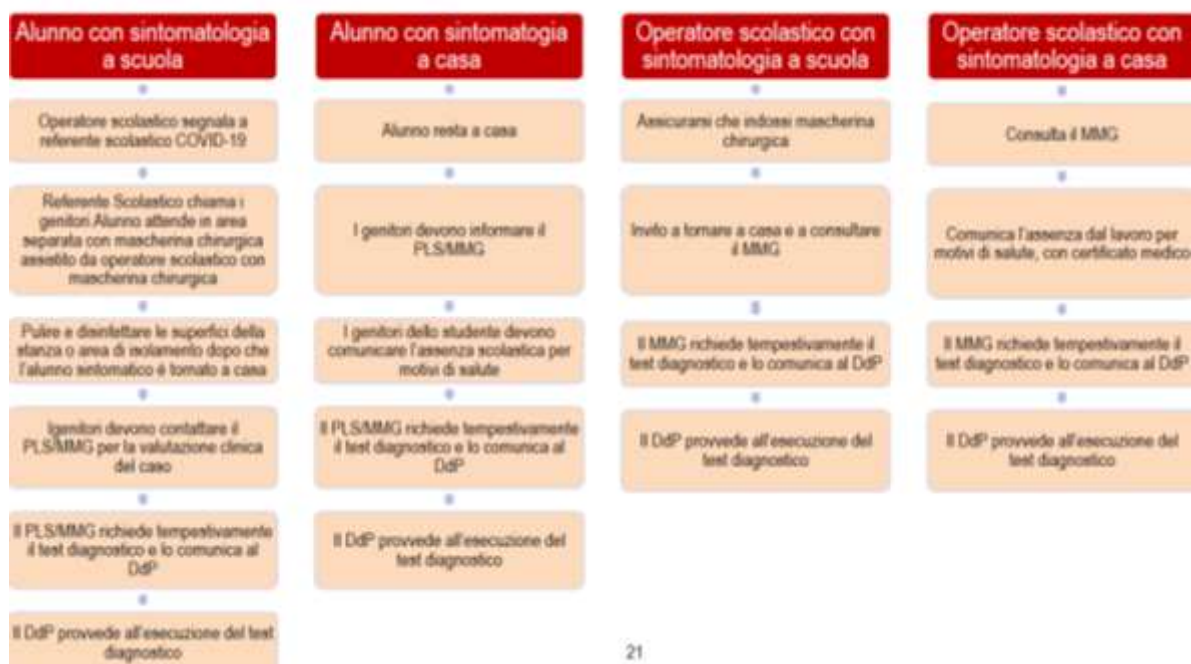 Alunno con sintomatologia
a scuola
Operatore scolastico segnala a
referente scolastico COVID-19
Referente Scolastico chiama i
genitori Alunno attende in area
separata con mascherina chirurgica
assistito da operatore scolastico con
mascherina chirurgica
Pulire e disinfettare le superfici della
stanza o area di isolamento dopo che
l'alunno sintomatico è tornato a casa
Igenitori devono contattare il
PLS/MMG per la valutazione clinica
del caso
Il PLS/MMG richiede tempestivamente
il test diagnostico e lo comunica al
DdP
Il DdP provvede all'esecuzione del test
diagnostico
Alunno con sintomatogia
a casa
Alunno resta a casa
I genitori devono informare il
PLS/MMG
I genitori dello studente devono
comunicare l'assenza scolastica per
motivi di salute
Il PLS/MMG richiede tempestivamente
il test diagnostico e lo comunica al
DdP
Il DdP provvede all'esecuzione del
test diagnostico
Operatore scolastico con
sintomatologia a scuola
Assicurarsi che indossi mascherina
chirurgica
Invito a tornare a casa e a consultare
il MMG
Il MMG richiede tempestivamente il
test diagnostico e lo comunica al DdP
Il DdP provvede all'esecuzione del
test diagnostico
Operatore scolastico con
sintomatologia a casa
Consulta il MMG
Comunica l'assenza dal lavoro per
motivi di salute, con certificato medico
Il MMG richiede tempestivamente il
test diagnostico e lo comunica al DdP
Il DdP provvede all'esecuzione del
test diagnostico
21